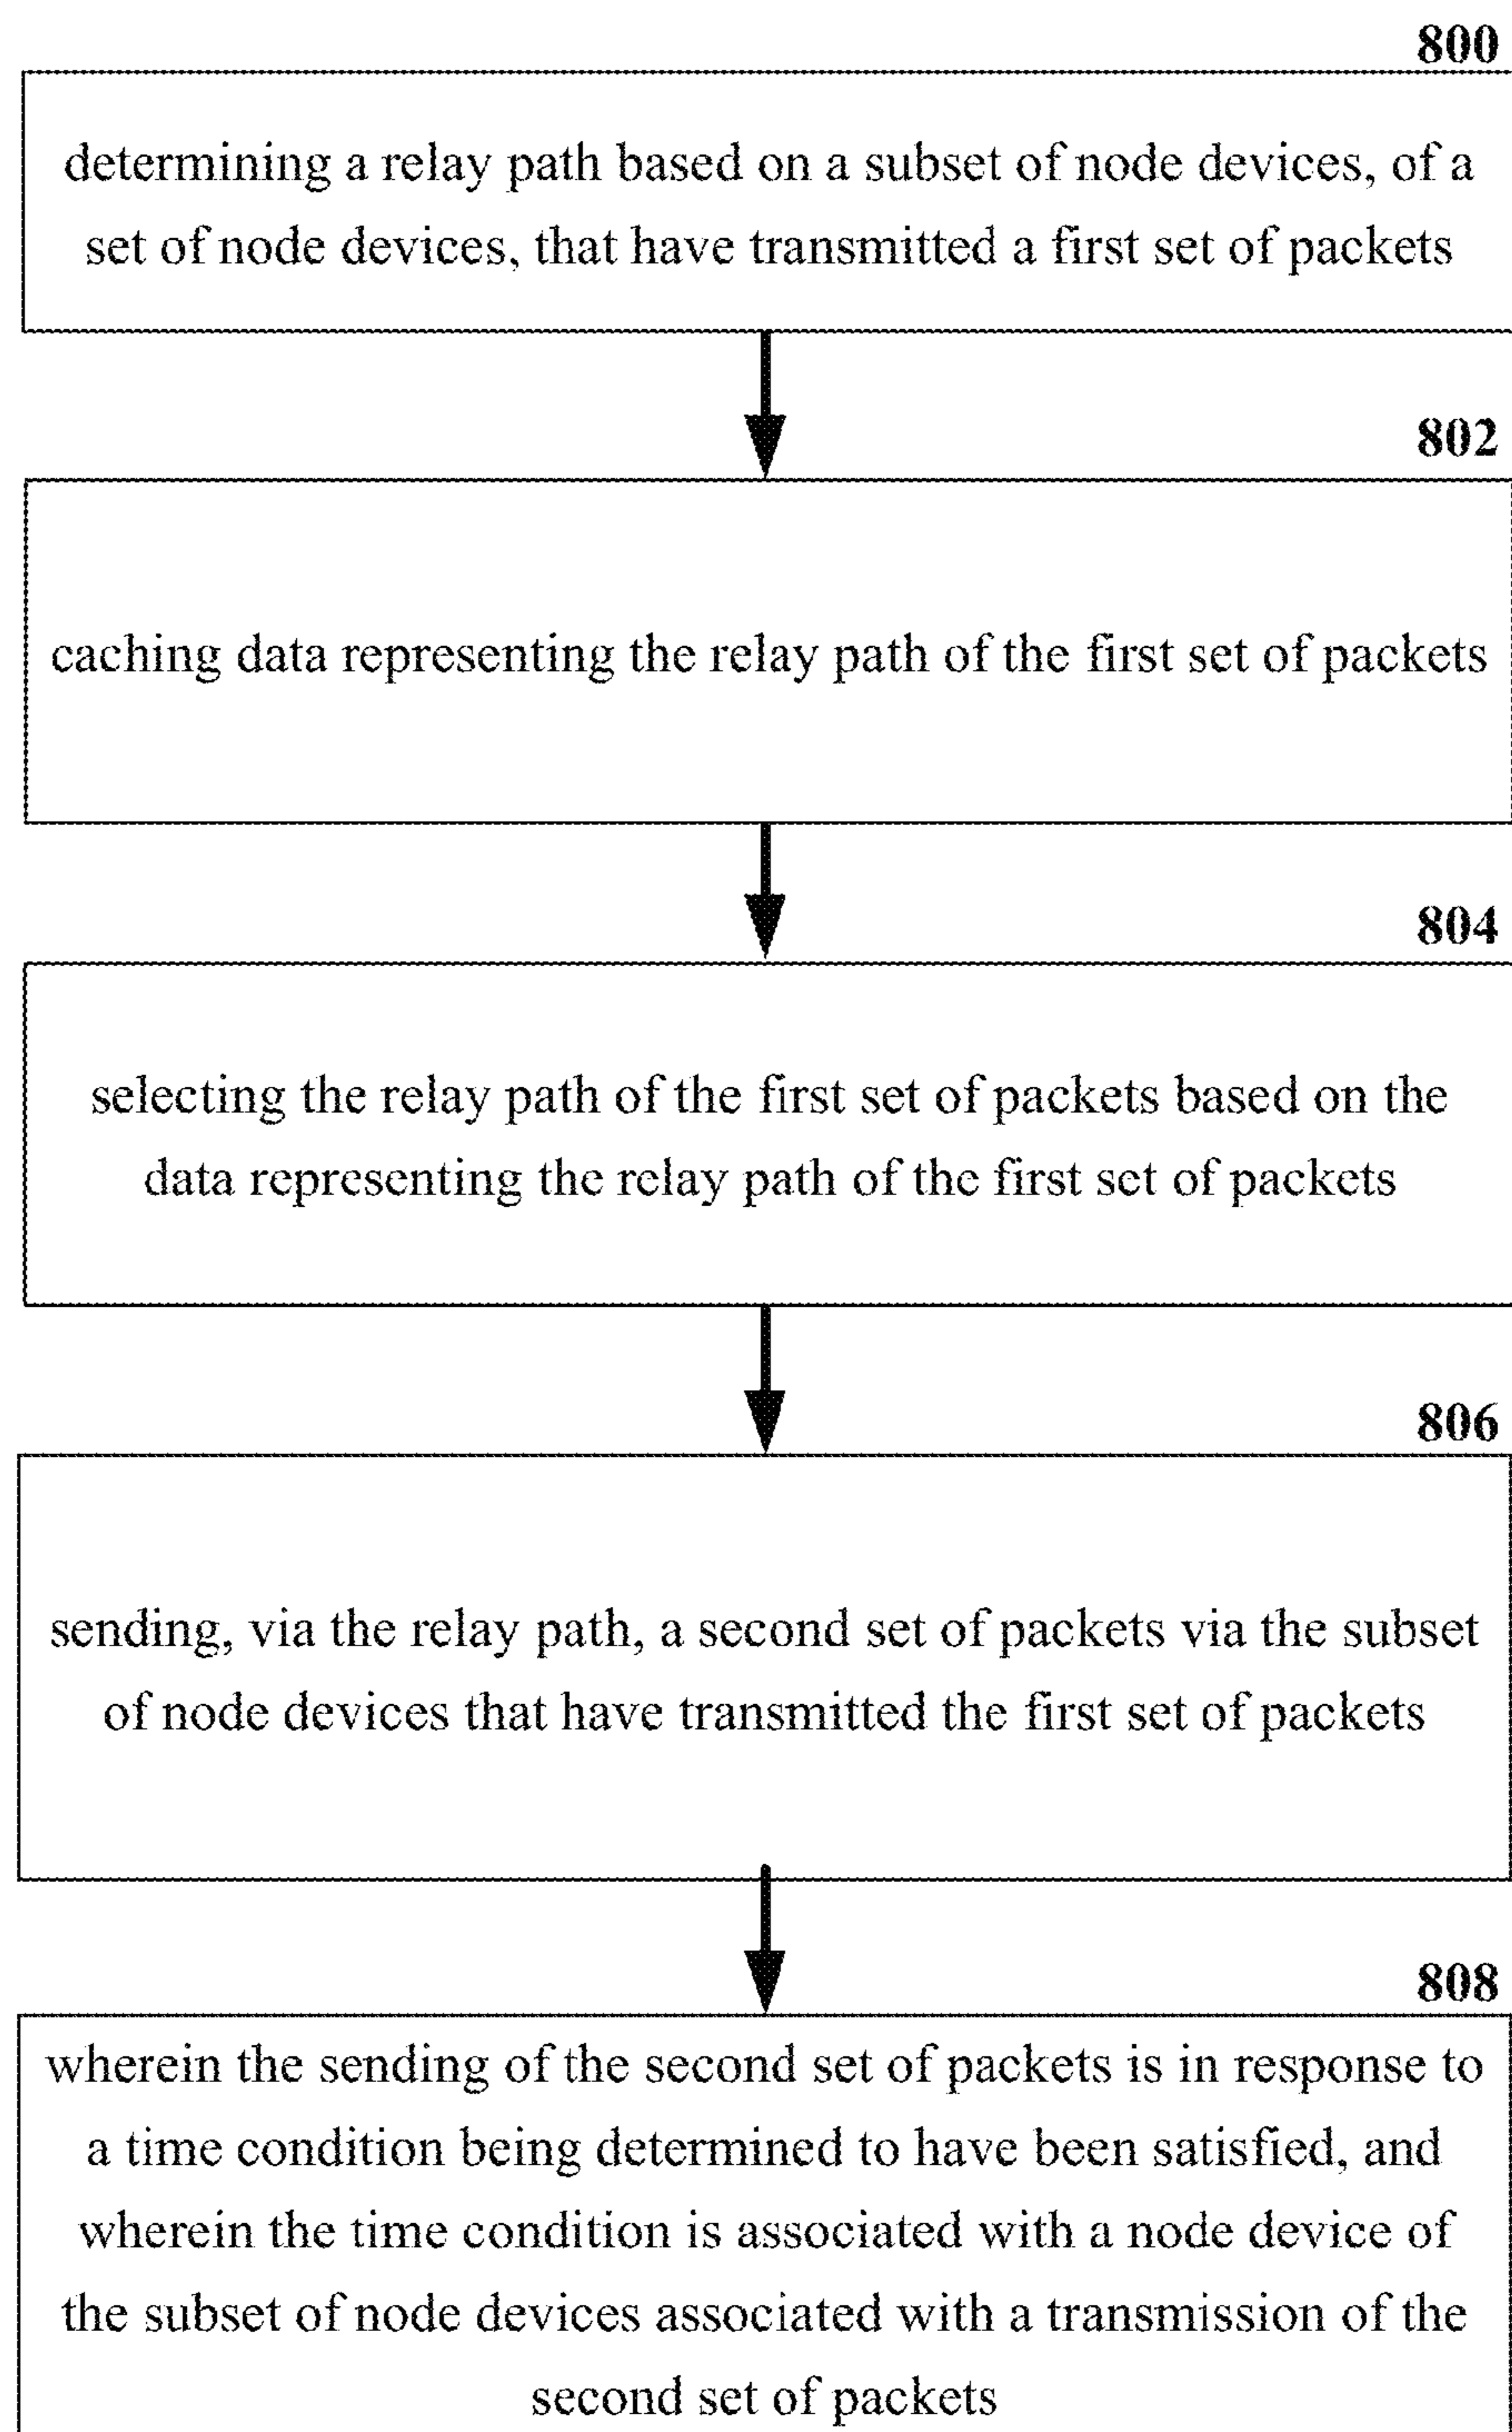 800
determining a relay path based on a subset of node devices, of a
set of node devices, that have transmitted a first set of packets
802
caching data representing the relay path of the first set of packets
804
selecting the relay path of the first set of packets based on the
data representing the relay path of the first set of packets
806
sending, via the relay path, a second set of packets via the subset
of node devices that have transmitted the first set of packets
808
wherein the sending of the second set of packets is in response to
a time condition being determined to have been satisfied, and
wherein the time condition is associated with a node device of
the subset of node devices associated with a transmission of the
second set of packets